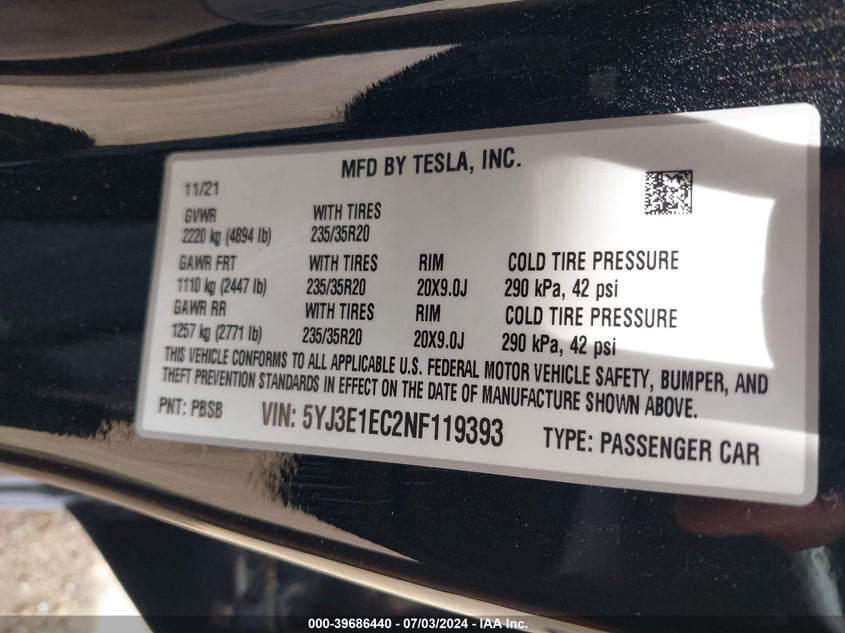 MFD BY TESLA, INC.
11/21
GVWR WITH TIRES
2220 kg (4894 lb) 235/35R20
GAWR FRT WITH TIRES RIM COLD TIRE PRESSURE
1110 kg (2447 lb) 235/35R20 20X9.0J 290 kPa, 42 psi
GAWR RR WITH TIRES RIM COLD TIRE PRESSURE
1257 kg (2771 lb) 235/35R20 20X9.0J 290 kPa, 42 psi
THIS VEHICLE CONFORMS TO ALL APPLICABLE U.S. FEDERAL MOTOR VEHICLE SAFETY, BUMPER, AND
THEFT PREVENTION STANDARDS IN EFFECT ON THE DATE OF MANUFACTURE SHOWN ABOVE.
PNT: PBSB VIN: 5YJ3E1EC2NF119393 TYPE: PASSENGER CAR
000-39686440 - 07/03/2024 - IAA Inc.